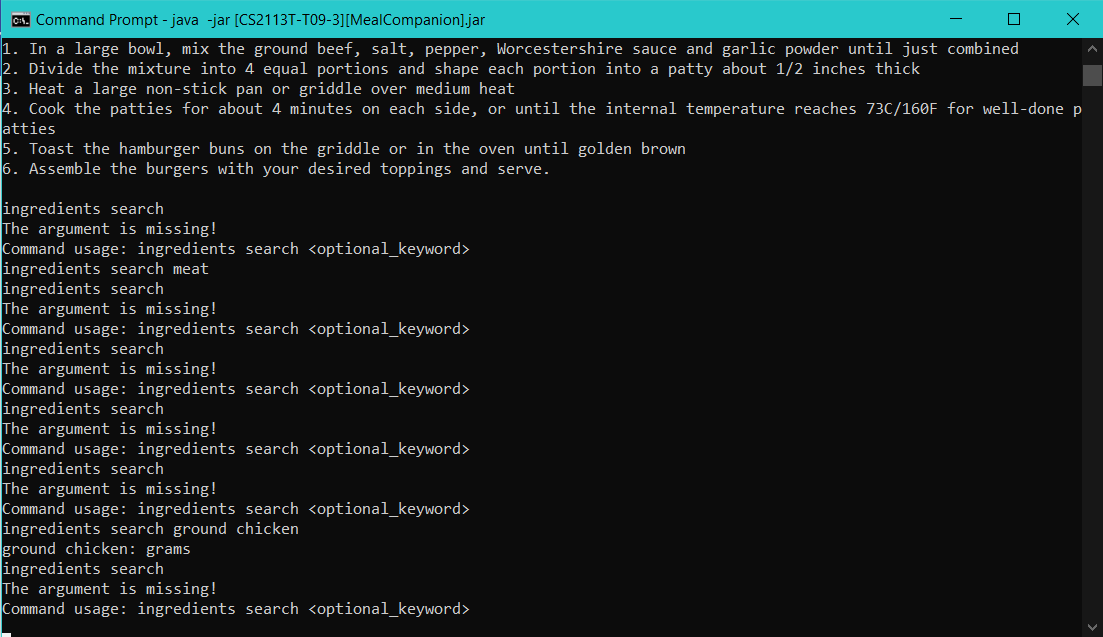 Command Prompt - java  -jar [CS2113T-T09-3][MealCompanion].jar
1. In a large bowl, mix the ground beef, salt, pepper, Worcestershire sauce and garlic powder until just combined
2. Divide the mixture into 4 equal portions and shape each portion into a patty about 1/2 inches thick
3. Heat a large non-stick pan or griddle over medium heat
4. Cook the patties for about 4 minutes on each side, or until the internal temperature reaches 73C/160F for well-done p
atties
5. Toast the hamburger buns on the griddle or in the oven until golden brown
6. Assemble the burgers with your desired toppings and serve.
ingredients search
The argument is missing!
Command usage: ingredients search <optional_keyword>
ingredients search meat
ingredients search
The argument is missing!
Command usage: ingredients search <optional_keyword>
ingredients search
The argument is missing!
Command usage: ingredients search <optional_keyword>
ingredients search
The argument is missing!
Command usage: ingredients search <optional_keyword>
ingredients search
The argument is missing!
Command usage: ingredients search <optional_keyword>
ingredients search ground chicken
ground chicken: grams
ingredients search
The argument is missing!
Command usage: ingredients search <optional_keyword>